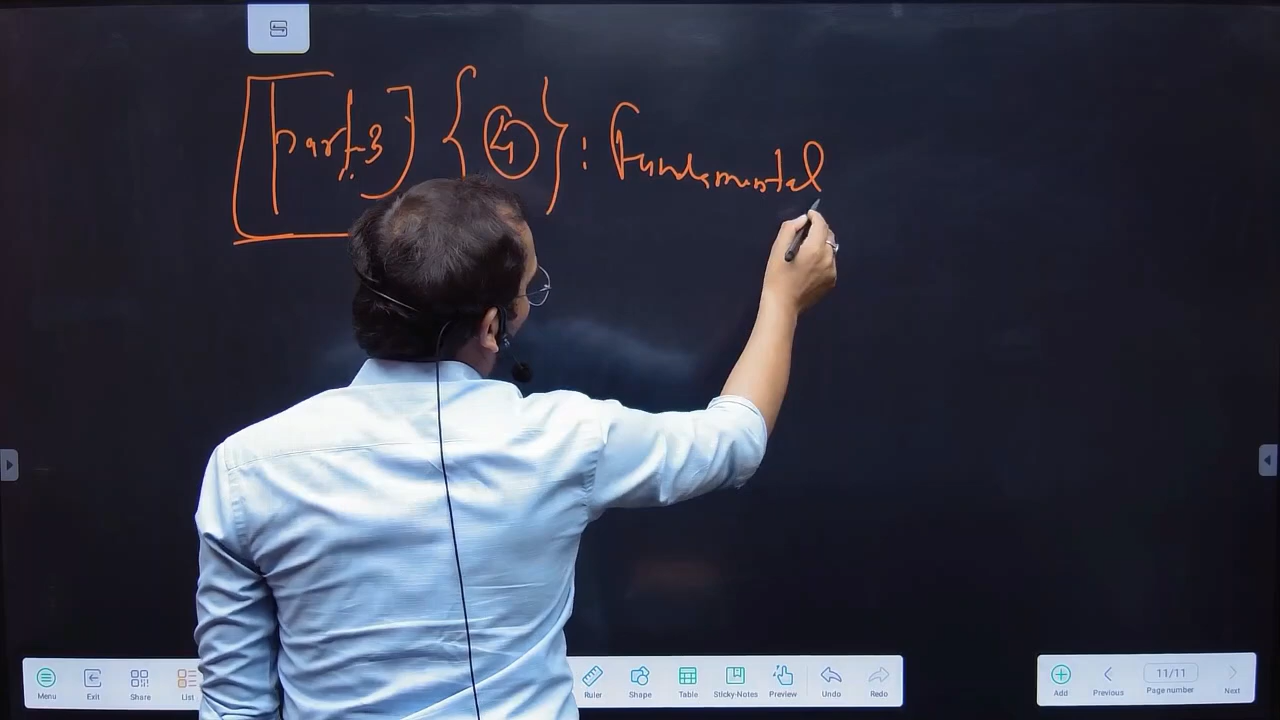 [Part-3] { 4 } : Fundamental
Menu
Exit
Share
List
Ruler
Shape
Table
Sticky-Notes
Preview
Undo
Redo
Add
Previous
11/11
Page number
Next